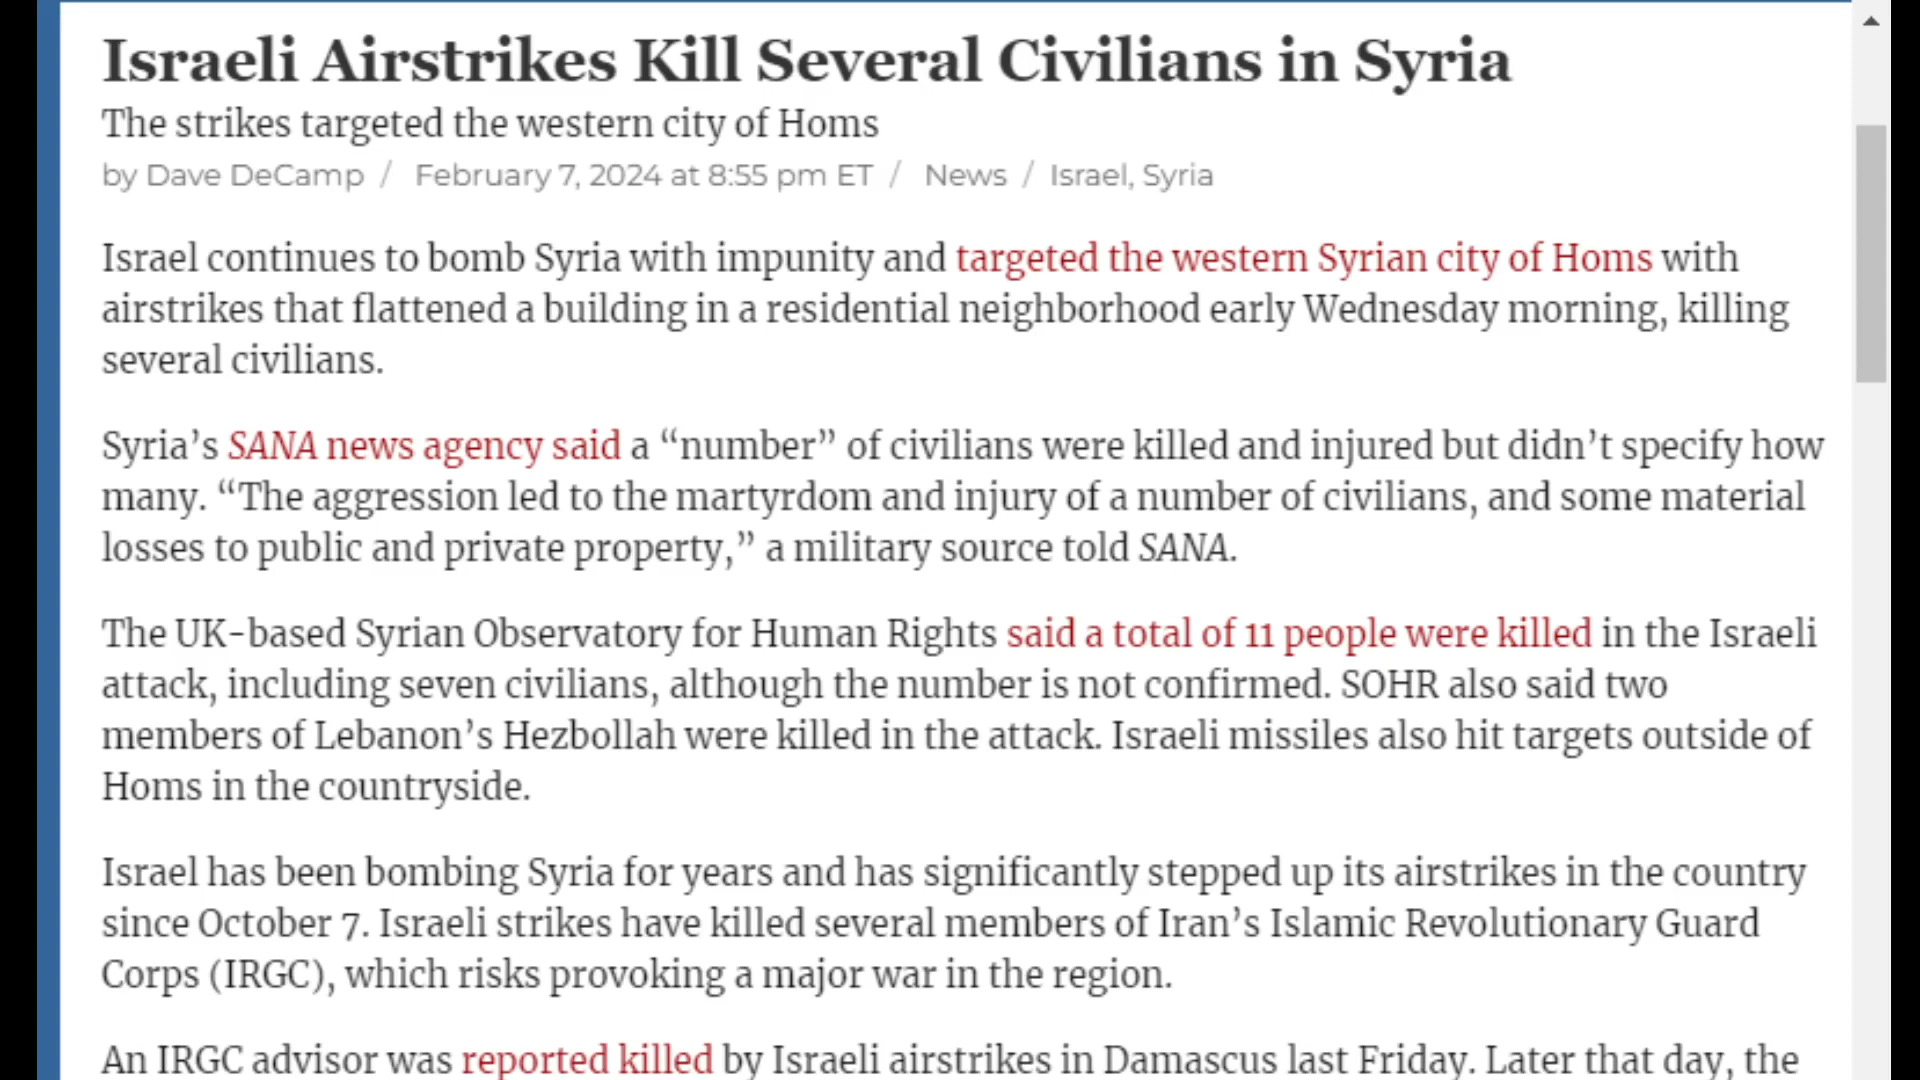 Israeli Airstrikes Kill Several Civilians in Syria
The strikes targeted the western city of Homs
by Dave DeCamp / February 7, 2024 at 8:55 pm ET / News / Israel, Syria
Israel continues to bomb Syria with impunity and targeted the western Syrian city of Homs with
airstrikes that flattened a building in a residential neighborhood early Wednesday morning, killing
several civilians.
Syria’s SANA news agency said a “number” of civilians were killed and injured but didn’t specify how
many. “The aggression led to the martyrdom and injury of a number of civilians, and some material
losses to public and private property,” a military source told SANA.
The UK-based Syrian Observatory for Human Rights said a total of 11 people were killed in the Israeli
attack, including seven civilians, although the number is not confirmed. SOHR also said two
members of Lebanon’s Hezbollah were killed in the attack. Israeli missiles also hit targets outside of
Homs in the countryside.
Israel has been bombing Syria for years and has significantly stepped up its airstrikes in the country
since October 7. Israeli strikes have killed several members of Iran’s Islamic Revolutionary Guard
Corps (IRGC), which risks provoking a major war in the region.
An IRGC advisor was reported killed by Israeli airstrikes in Damascus last Friday. Later that day, the